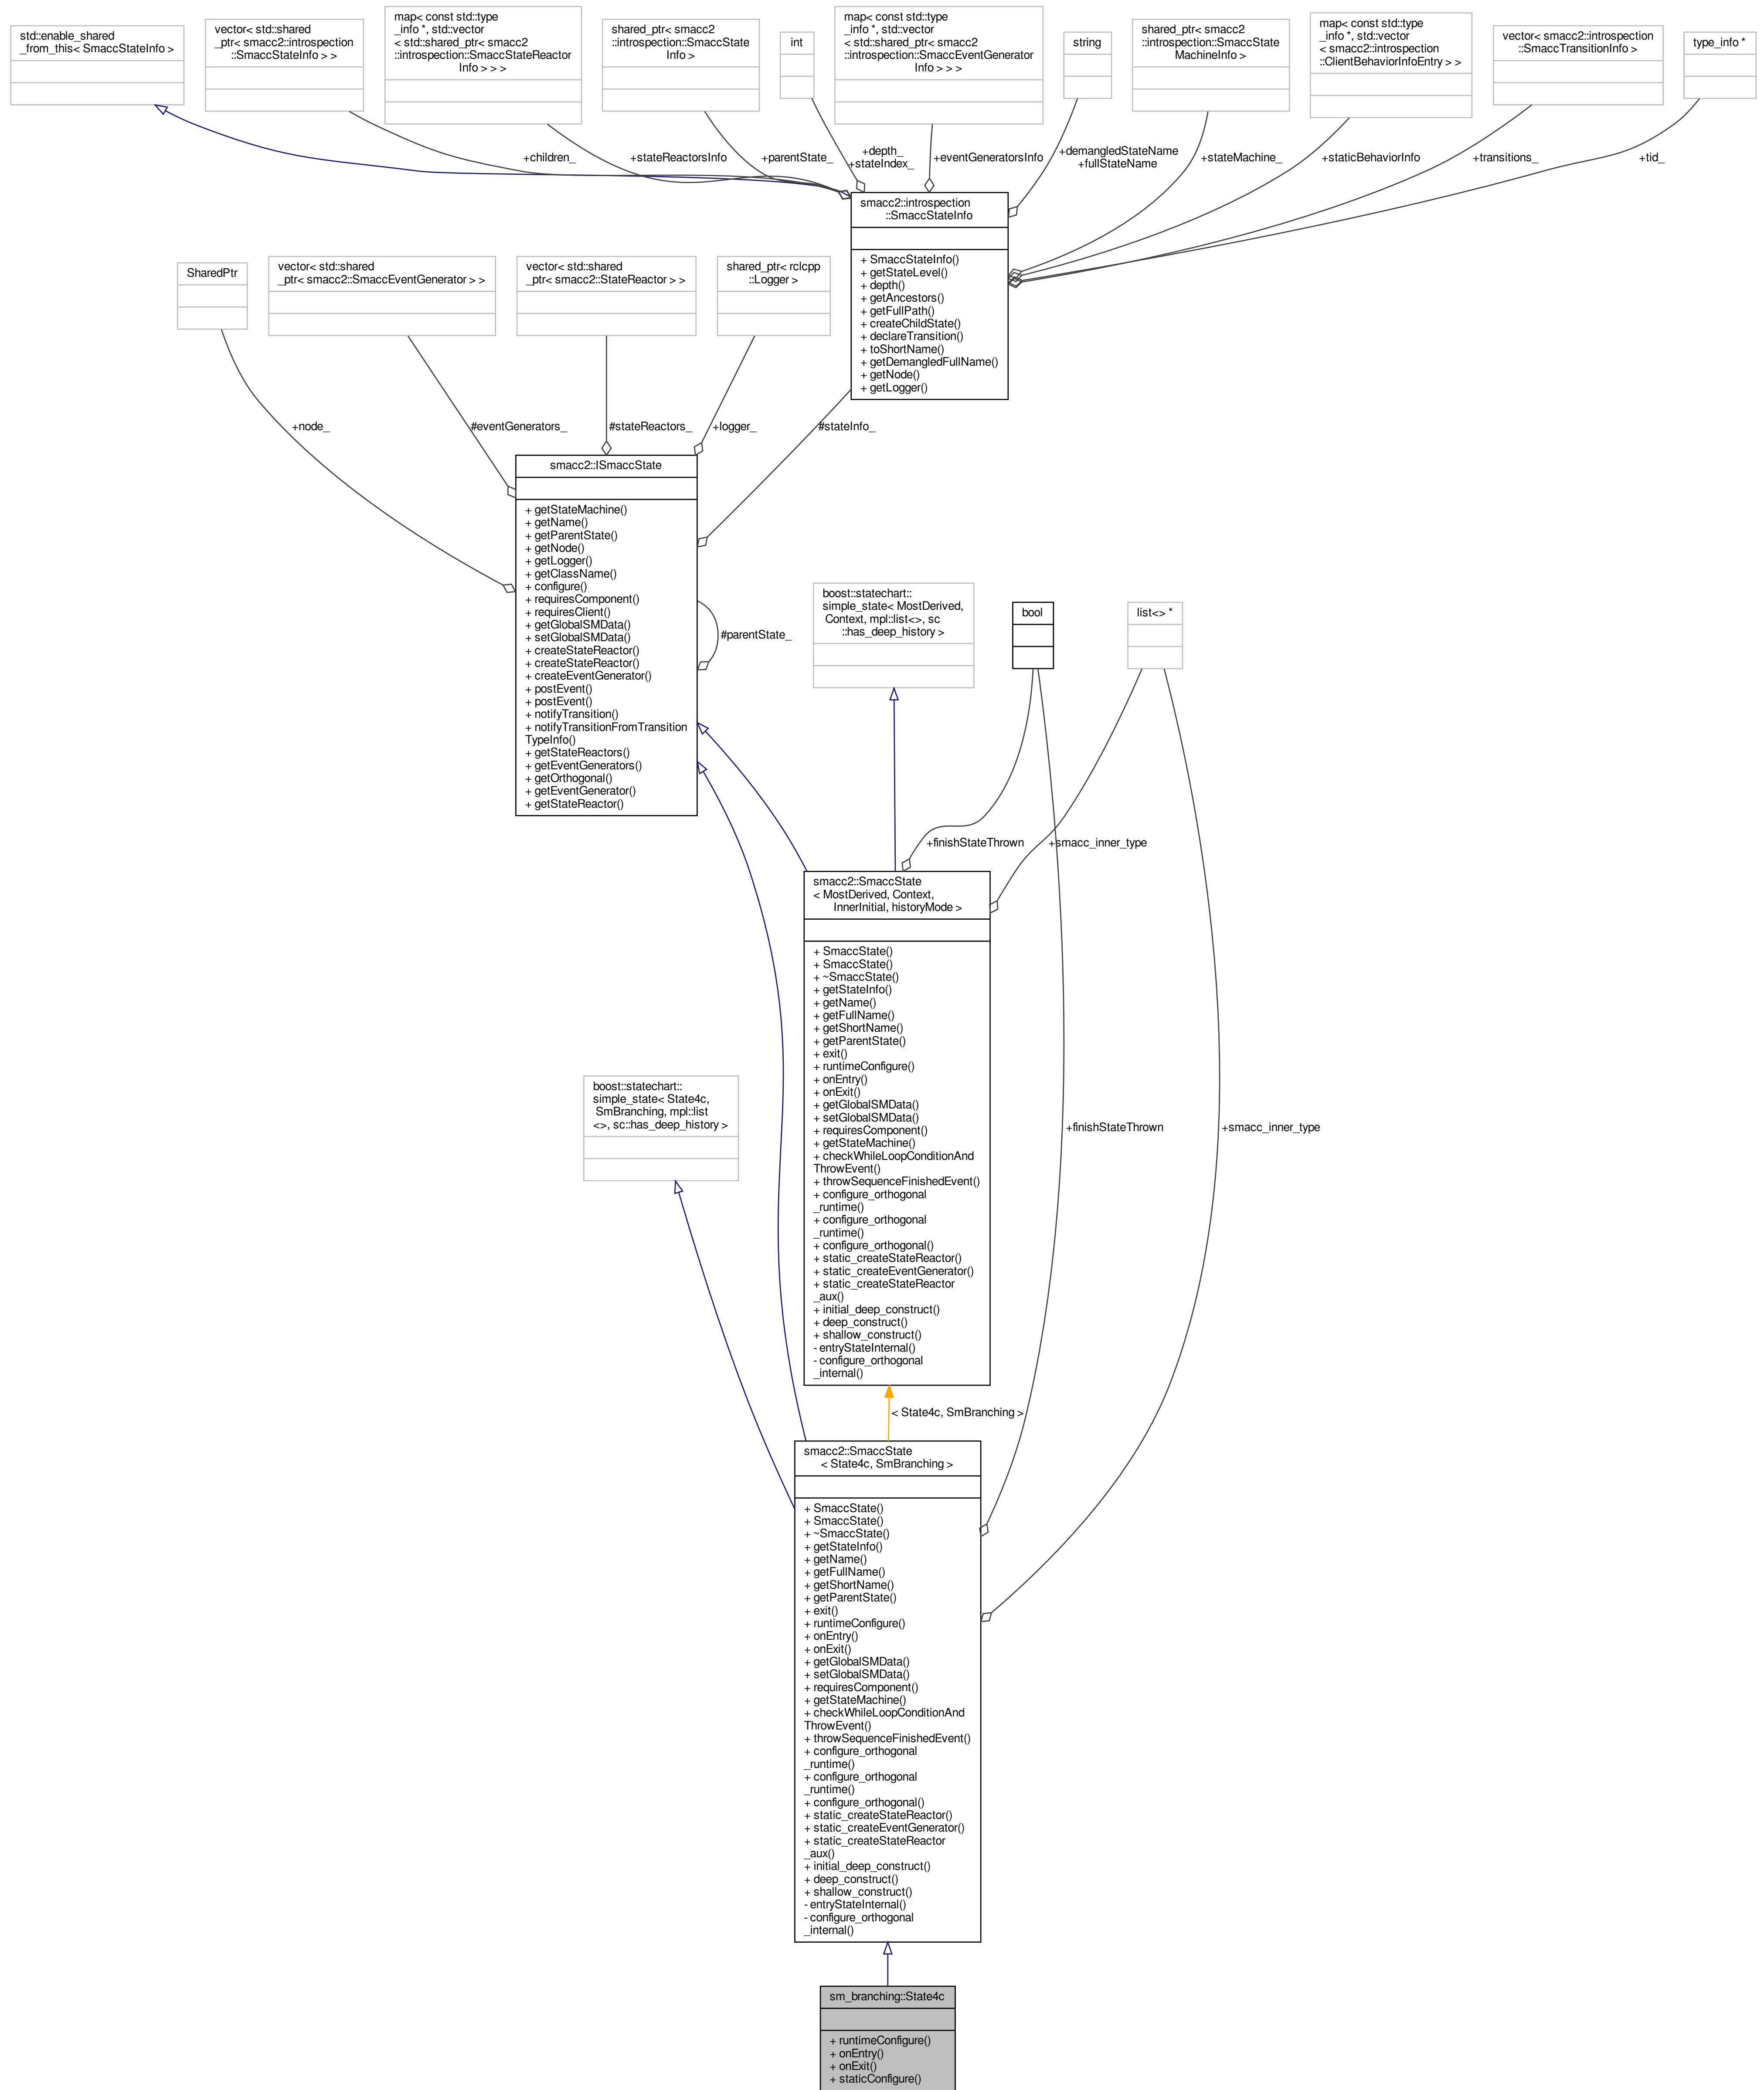 std::enable_shared
_from_this< SmaccStateInfo >
vector< std::shared
_ptr< smacc2::introspection
::SmaccStateInfo > >
map< const std::type
_info *, std::vector
< std::shared_ptr< smacc2
::introspection::SmaccStateReactor
Info > > >
shared_ptr< smacc2
::introspection::SmaccState
Info >
int
map< const std::type
_info *, std::vector
< std::shared_ptr< smacc2
::introspection::SmaccEventGenerator
Info > > >
string
shared_ptr< smacc2
::introspection::SmaccState
MachineInfo >
map< const std::type
_info *, std::vector
< smacc2::introspection
::ClientBehaviorInfoEntry > >
vector< smacc2::introspection
::SmaccTransitionInfo >
type_info *
+children_
+stateReactorsInfo
+parentState_
+depth_
+stateIndex_
+eventGeneratorsInfo
+demangledStateName
+fullStateName
+stateMachine_
+staticBehaviorInfo
+transitions_
+tid_
smacc2::introspection
::SmaccStateInfo
+ SmaccStateInfo()
+ getStateLevel()
+ depth()
+ getAncestors()
+ getFullPath()
+ createChildState()
+ declareTransition()
+ toShortName()
+ getDemangledFullName()
+ getNode()
+ getLogger()
SharedPtr
vector< std::shared
_ptr< smacc2::SmaccEventGenerator > >
vector< std::shared
_ptr< smacc2::StateReactor > >
shared_ptr< rclcpp
::Logger >
+node_
#eventGenerators_
#stateReactors_
+logger_
#stateInfo_
smacc2::ISmaccState
+ getStateMachine()
+ getName()
+ getParentState()
+ getNode()
+ getLogger()
+ getClassName()
+ configure()
+ requiresComponent()
+ requiresClient()
+ getGlobalSMData()
+ setGlobalSMData()
+ createStateReactor()
+ createStateReactor()
+ createEventGenerator()
+ postEvent()
+ postEvent()
+ notifyTransition()
+ notifyTransitionFromTransition
TypeInfo()
+ getStateReactors()
+ getEventGenerators()
+ getOrthogonal()
+ getEventGenerator()
+ getStateReactor()
#parentState_
boost::statechart::
simple_state< MostDerived,
Context, mpl::list<>, sc
::has_deep_history >
bool
list<> *
+finishStateThrown
+smacc_inner_type
smacc2::SmaccState
< MostDerived, Context,
InnerInitial, historyMode >
+ SmaccState()
+ SmaccState()
+ ~SmaccState()
+ getStateInfo()
+ getName()
+ getFullName()
+ getShortName()
+ getParentState()
+ exit()
+ runtimeConfigure()
+ onEntry()
+ onExit()
+ getGlobalSMData()
+ setGlobalSMData()
+ requiresComponent()
+ getStateMachine()
+ checkWhileLoopConditionAnd
ThrowEvent()
+ throwSequenceFinishedEvent()
+ configure_orthogonal
_runtime()
+ configure_orthogonal
_runtime()
+ configure_orthogonal()
+ static_createStateReactor()
+ static_createEventGenerator()
+ static_createStateReactor
_aux()
+ initial_deep_construct()
+ deep_construct()
+ shallow_construct()
- entryStateInternal()
- configure_orthogonal
_internal()
boost::statechart::
simple_state< State4c,
SmBranching, mpl::list
<>, sc::has_deep_history >
+finishStateThrown
+smacc_inner_type
< State4c, SmBranching >
smacc2::SmaccState
< State4c, SmBranching >
+ SmaccState()
+ SmaccState()
+ ~SmaccState()
+ getStateInfo()
+ getName()
+ getFullName()
+ getShortName()
+ getParentState()
+ exit()
+ runtimeConfigure()
+ onEntry()
+ onExit()
+ getGlobalSMData()
+ setGlobalSMData()
+ requiresComponent()
+ getStateMachine()
+ checkWhileLoopConditionAnd
ThrowEvent()
+ throwSequenceFinishedEvent()
+ configure_orthogonal
_runtime()
+ configure_orthogonal
_runtime()
+ configure_orthogonal()
+ static_createStateReactor()
+ static_createEventGenerator()
+ static_createStateReactor
_aux()
+ initial_deep_construct()
+ deep_construct()
+ shallow_construct()
- entryStateInternal()
- configure_orthogonal
_internal()
sm_branching::State4c
+ runtimeConfigure()
+ onEntry()
+ onExit()
+ staticConfigure()